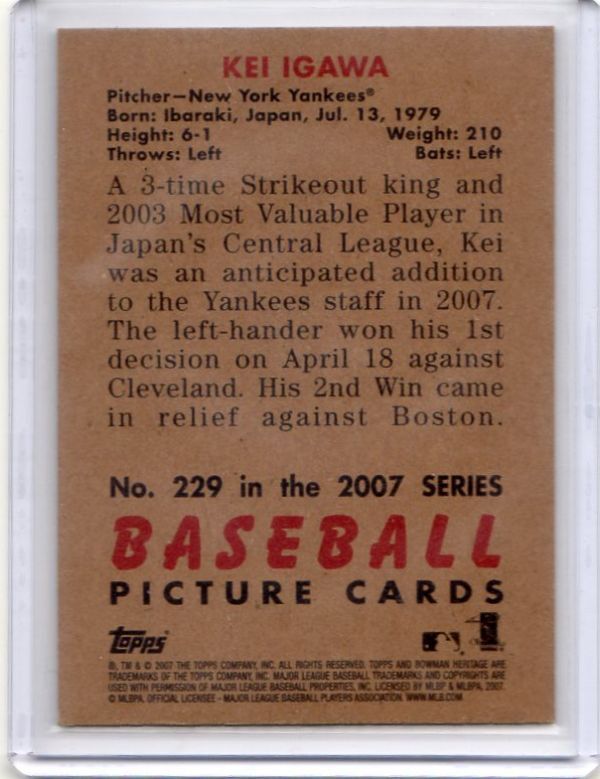 KEI IGAWA
Pitcher—New York Yankees®
Born: Ibaraki, Japan, Jul. 13, 1979
Height: 6-1 Weight: 210
Throws: Left Bats: Left
A 3-time Strikeout king and
2003 Most Valuable Player in
Japan's Central League, Kei
was an anticipated addition
to the Yankees staff in 2007.
The left-hander won his 1st
decision on April 18 against
Cleveland. His 2nd Win came
in relief against Boston.
No. 229 in the 2007 SERIES
BASEBALL
PICTURE CARDS
Topps
®, TM & © 2007 THE TOPPS COMPANY, INC. ALL RIGHTS RESERVED. TOPPS AND BOWMAN HERITAGE ARE
TRADEMARKS OF THE TOPPS COMPANY, INC. MAJOR LEAGUE BASEBALL TRADEMARKS AND COPYRIGHTS ARE
USED WITH PERMISSION OF MAJOR LEAGUE BASEBALL PROPERTIES, INC. LICENSED BY MLBP & MLBPA, 2007.
© MLBPA, OFFICIAL LICENSEE - MAJOR LEAGUE BASEBALL PLAYERS ASSOCIATION. WWW.MLB.COM